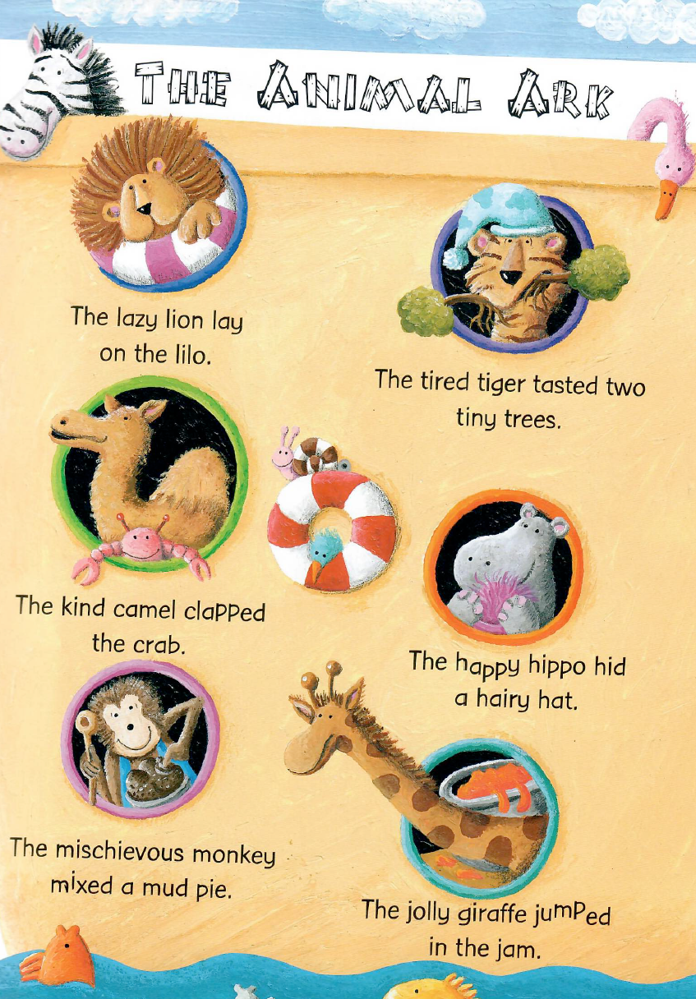 THE ANIMAL ARK
The lazy lion lay
on the lilo.
The tired tiger tasted two
tiny trees.
The kind camel clapped
the crab.
The happy hippo hid
a hairy hat.
The mischievous monkey
mixed a mud pie.
The jolly giraffe jumped
in the jam.